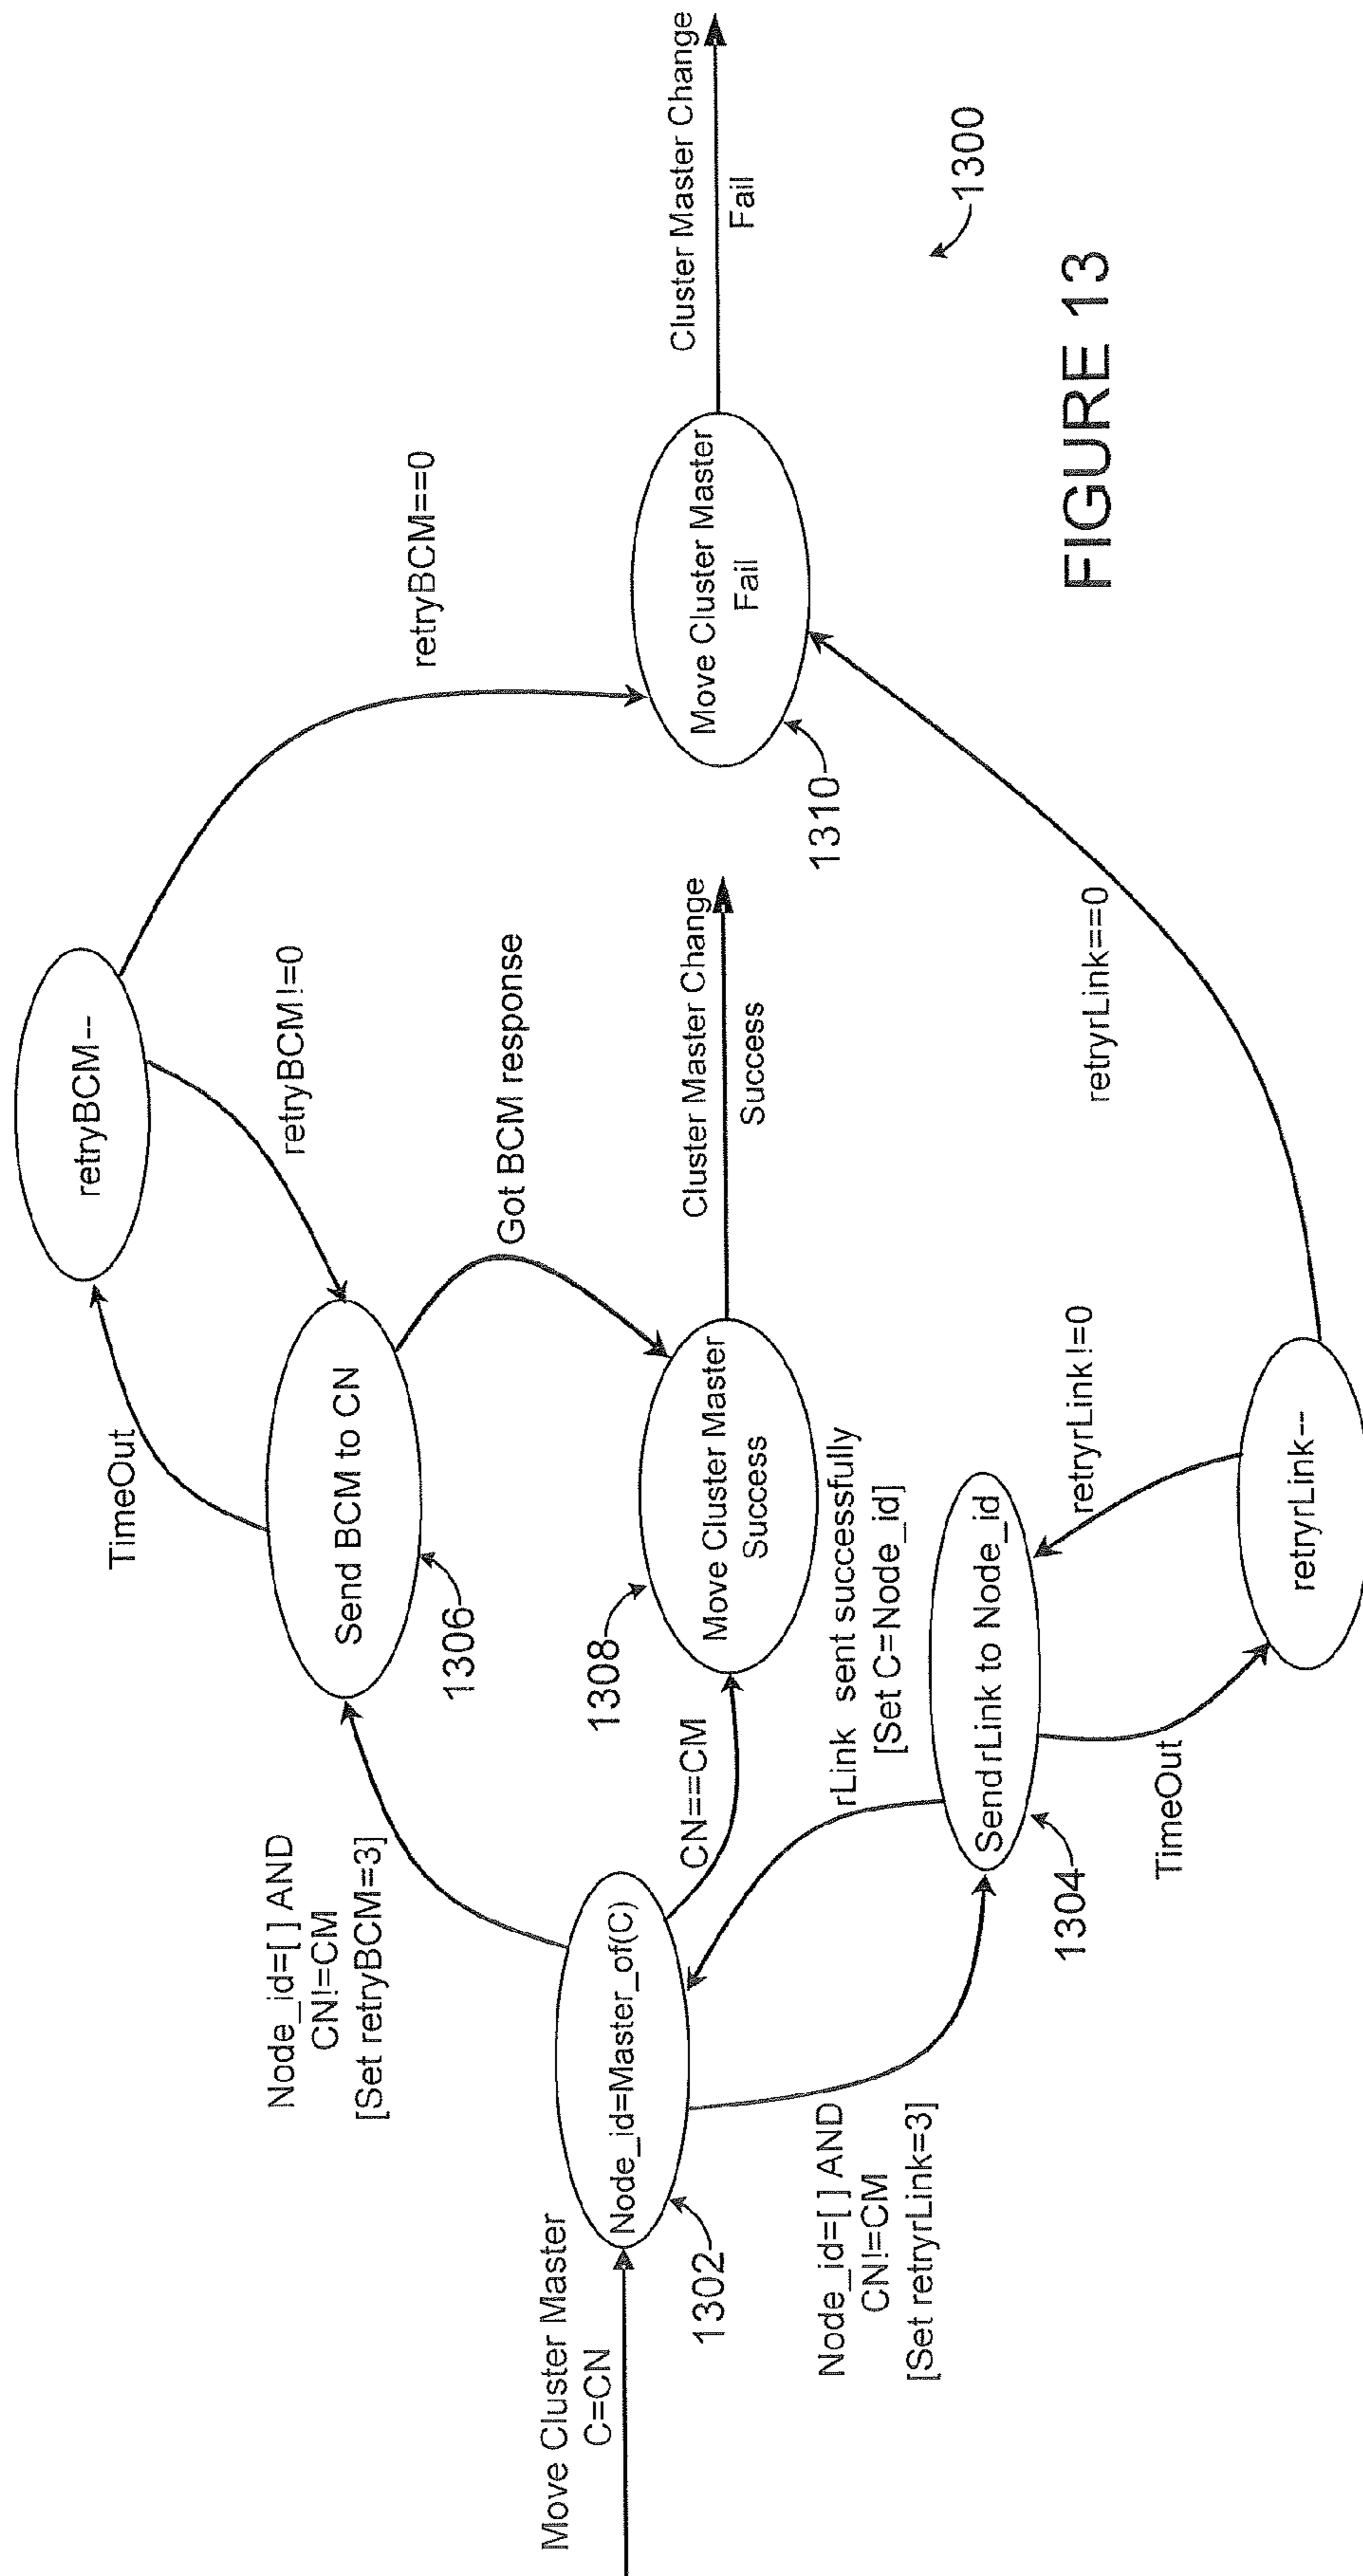 Move Cluster Master
C=CN
Node_id=Master_of(C)
1302
Node_id=[ ] AND
CN!=CM
[Set retryBCM=3]
Node_id=[ ] AND
CN!=CM
[Set retryrLink=3]
CN==CM
Send BCM to CN
1306
TimeOut
retryBCM--
retryBCM!=0
retryBCM==0
Got BCM response
Move Cluster Master
Success
1308
Cluster Master Change
Success
rLink sent successfully
[Set C=Node_id]
Send rLink to Node_id
1304
TimeOut
retryrLink--
retryrLink!=0
retryrLink==0
Move Cluster Master
Fail
1310
Cluster Master Change
Fail
1300
FIGURE 13